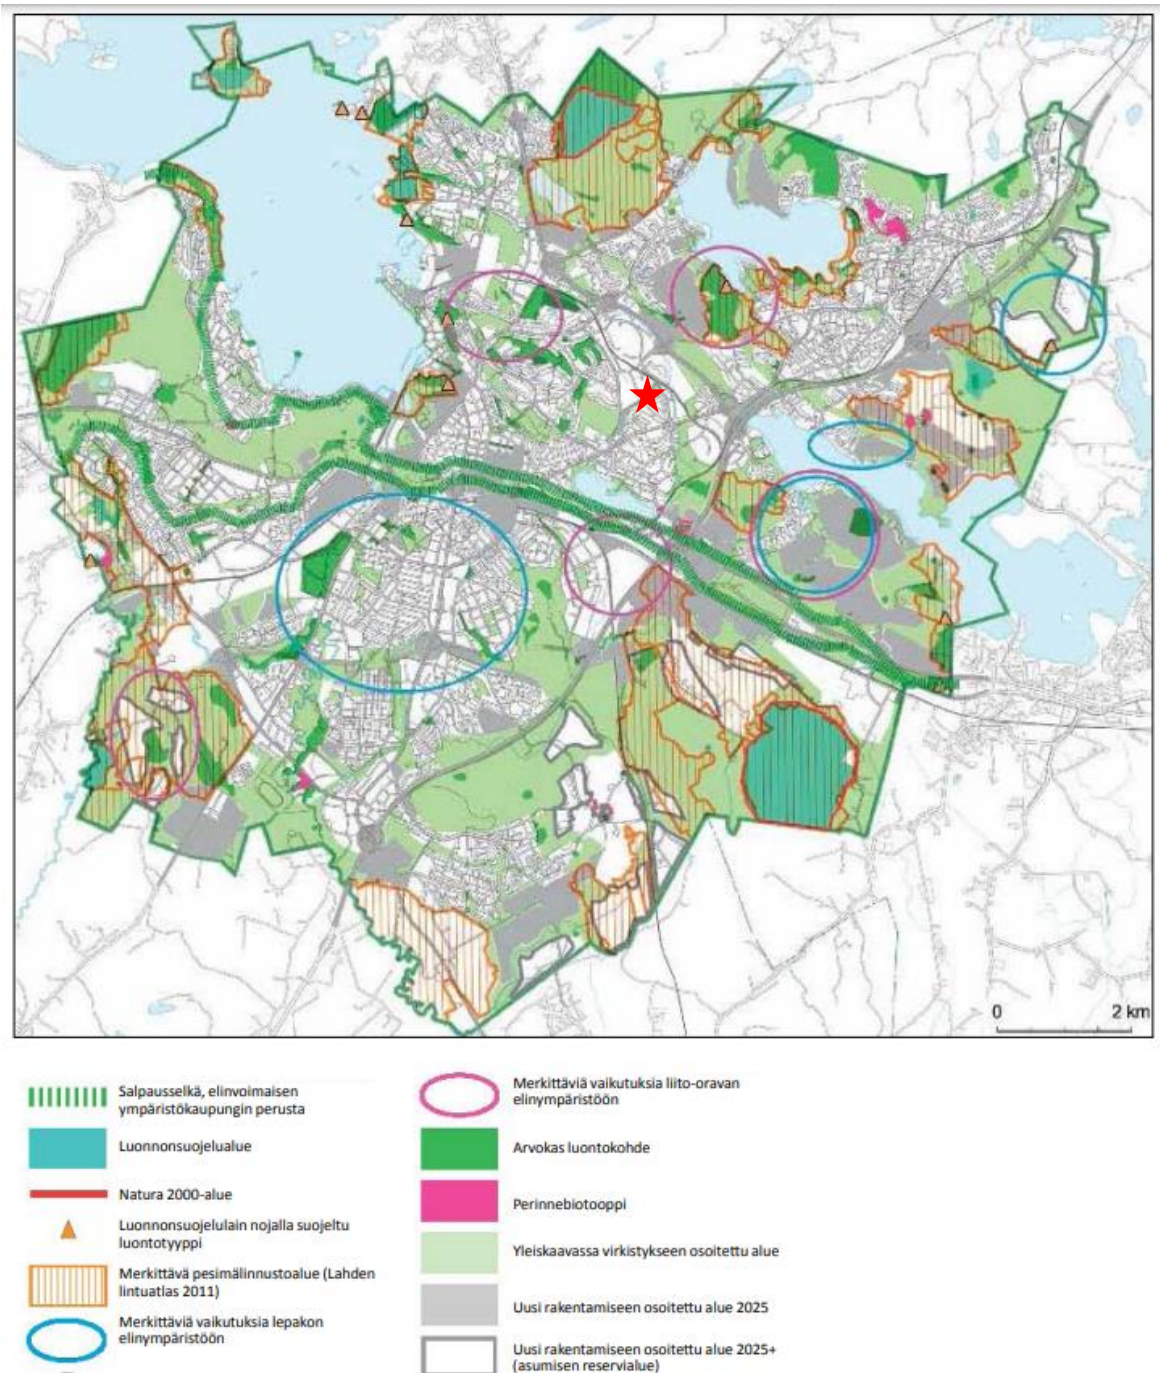 0 2 km
Salpausselkä, elinvoimaisen
ympäristökaupungin perusta
Luonnonsuojelualue
Natura 2000-alue
Luonnonsuojelulain nojalla suojeltu
luontotyyppi
Merkittävä pesimälinnustoalue (Lahden
lintuatlas 2011)
Merkittäviä vaikutuksia lepakon
elinympäristöön
Merkittäviä vaikutuksia liito-oravan
elinympäristöön
Arvokas luontokohde
Perinnebiotooppi
Yleiskaavassa virkistykseen osoitettu alue
Uusi rakentamiseen osoitettu alue 2025
Uusi rakentamiseen osoitettu alue 2025+
(asumisen reservialue)